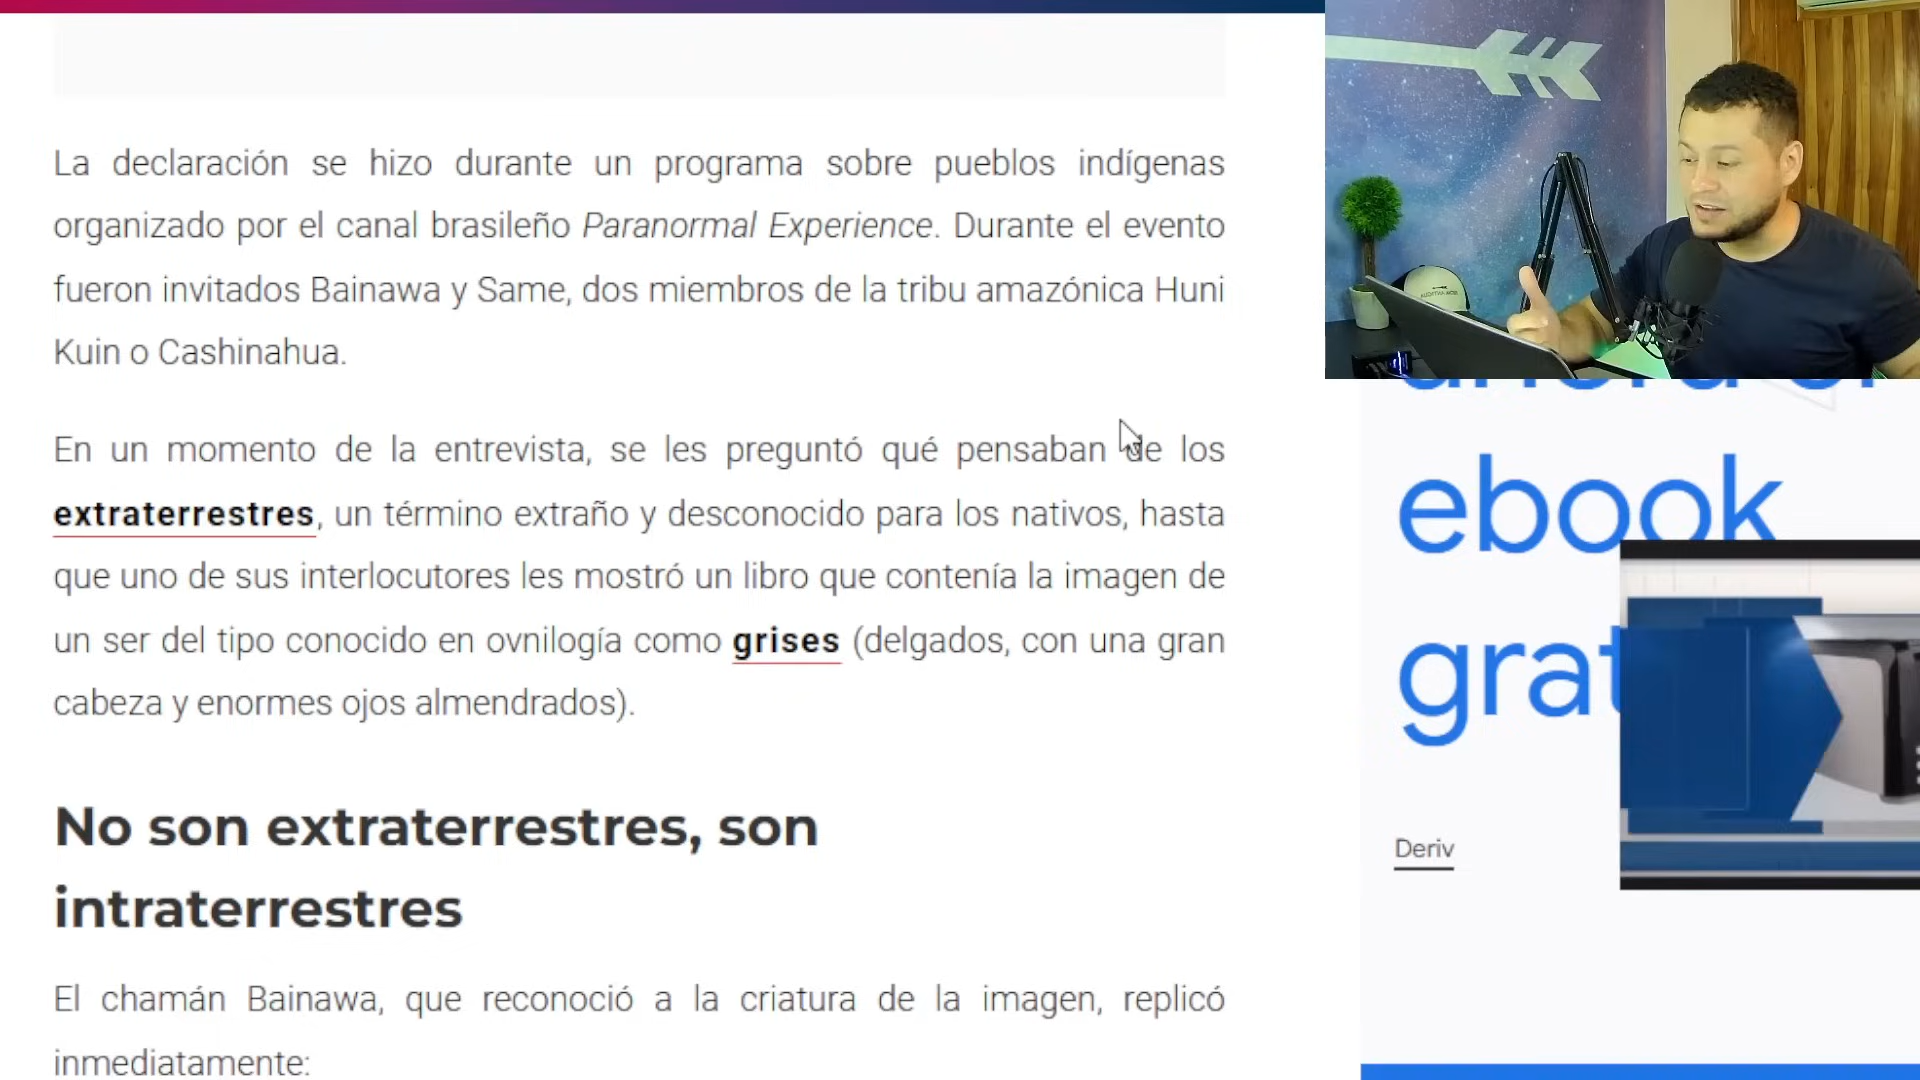 La declaración se hizo durante un programa sobre pueblos indígenas
organizado por el canal brasileño Paranormal Experience. Durante el evento
fueron invitados Bainawa y Same, dos miembros de la tribu amazónica Huni
Kuin o Cashinahua.
En un momento de la entrevista, se les preguntó qué pensaban de los
extraterrestres, un término extraño y desconocido para los nativos, hasta
que uno de sus interlocutores les mostró un libro que contenía la imagen de
un ser del tipo conocido en ovnilogía como grises (delgados, con una gran
cabeza y enormes ojos almendrados).
No son extraterrestres, son
intraterrestres
El chamán Bainawa, que reconoció a la criatura de la imagen, replicó
inmediatamente:
ebook
Deriv